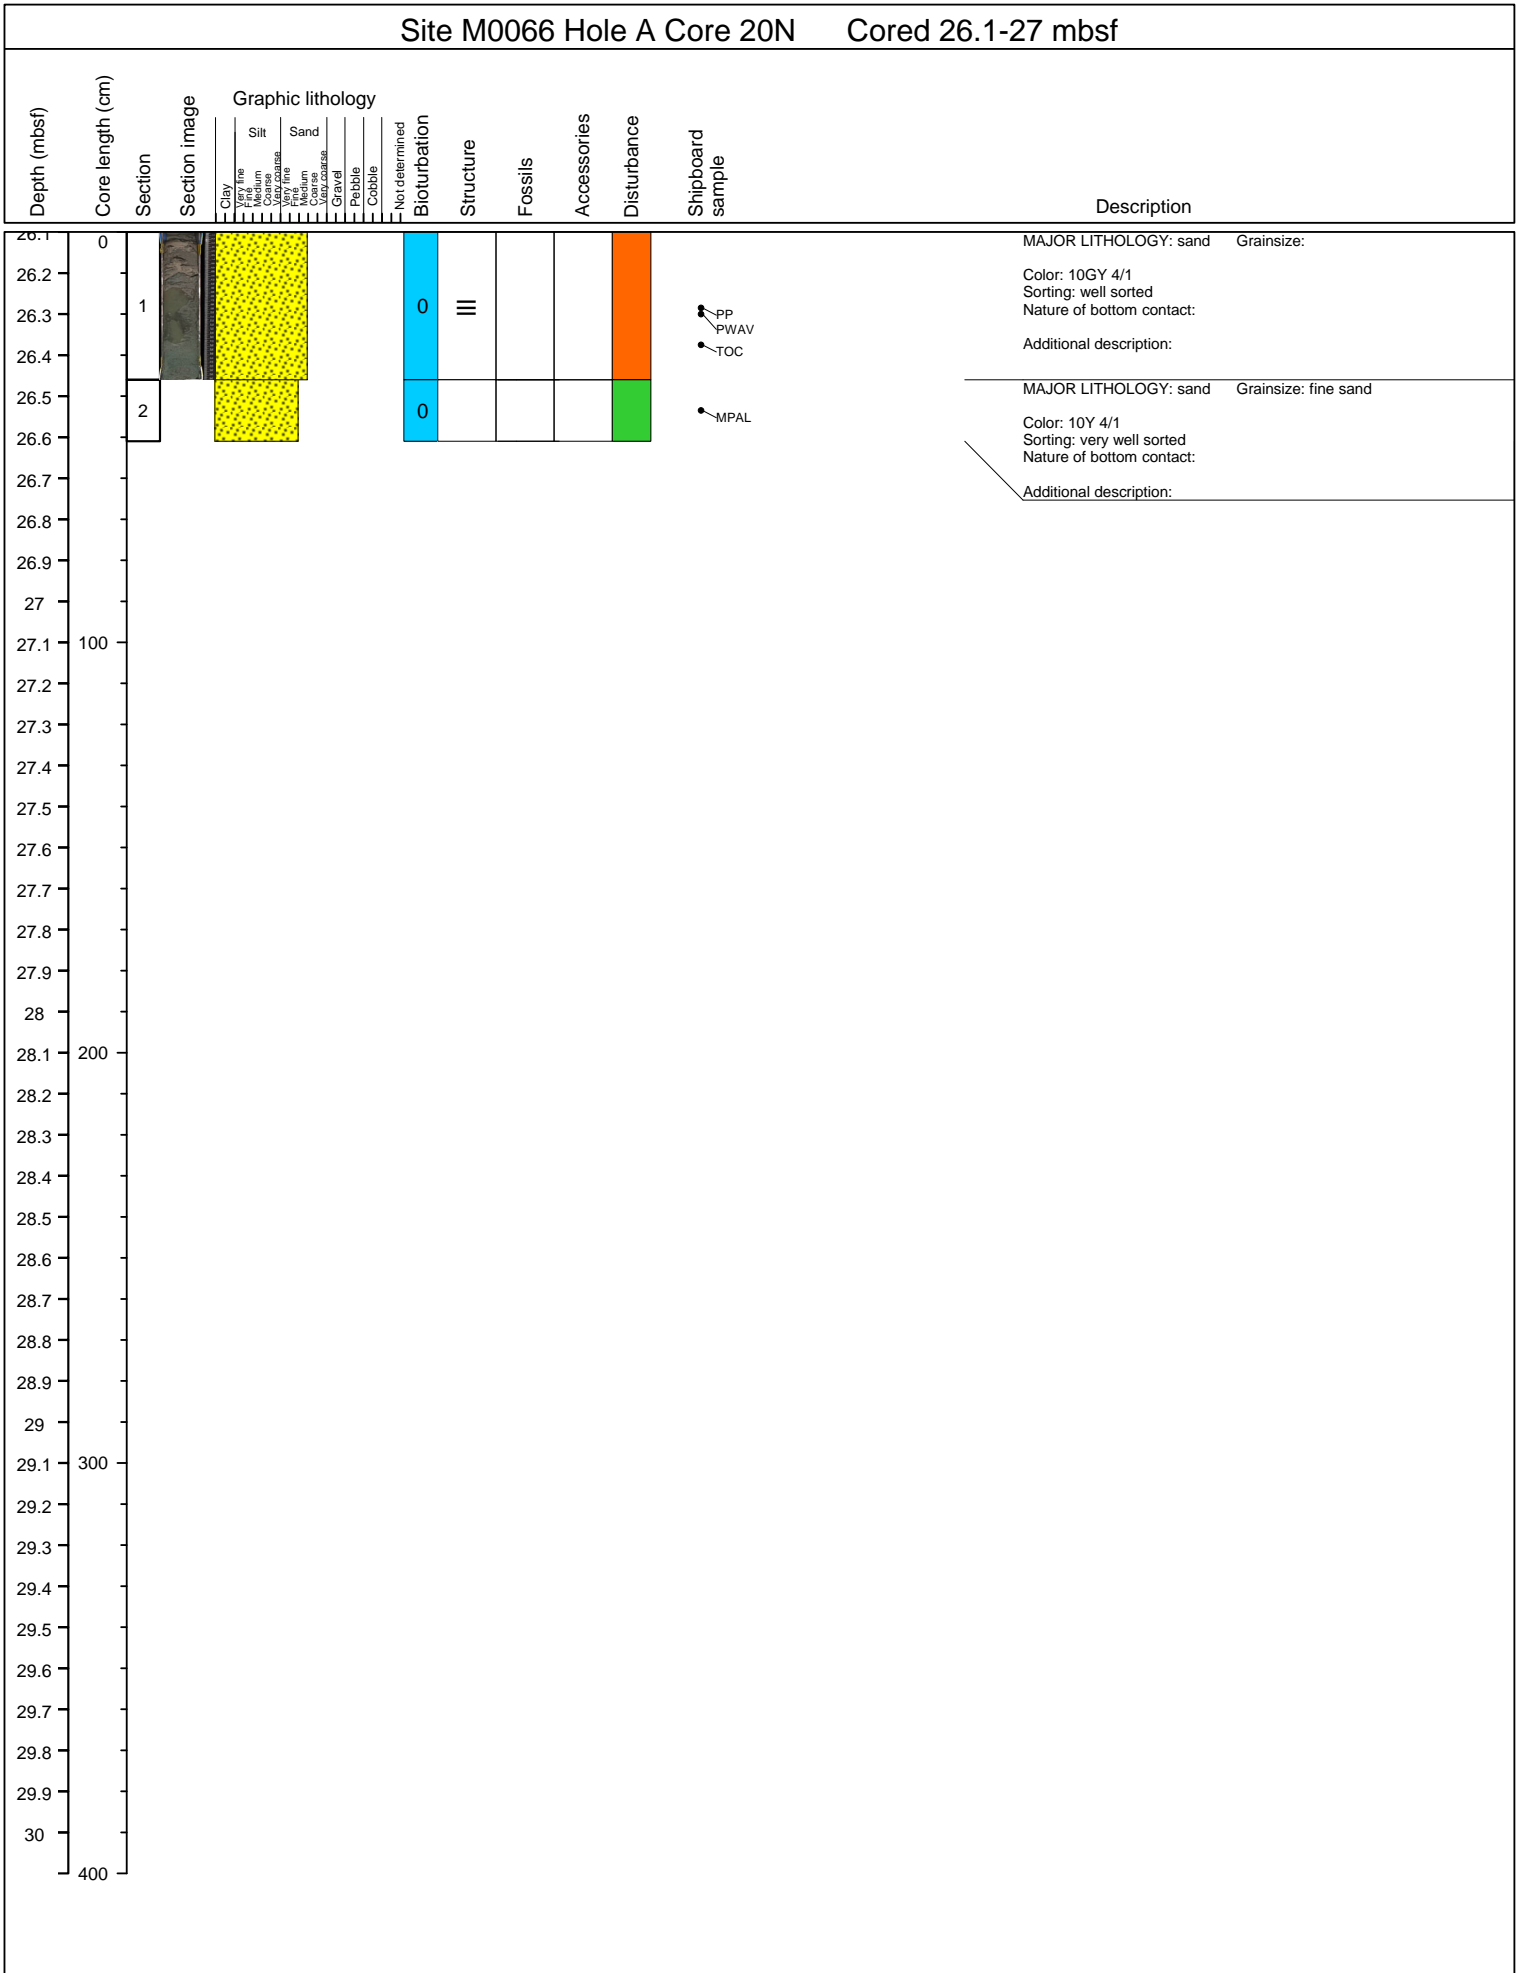 Site M0066 Hole A Core 20N Cored 26.1-27 mbsf
Depth (mbsf)
Core length (cm)
Section
Section image
Graphic lithology
Silt
Sand
Clay
Very fine
Fine
Medium
Coarse
Very coarse
Very fine
Fine
Medium
Coarse
Very coarse
Gravel
Pebble
Cobble
Not determined
Bioturbation
Structure
Fossils
Accessories
Disturbance
Shipboard
sample
Description
26.1
26.2
26.3
26.4
26.5
26.6
26.7
26.8
26.9
27
27.1
27.2
27.3
27.4
27.5
27.6
27.7
27.8
27.9
28
28.1
28.2
28.3
28.4
28.5
28.6
28.7
28.8
28.9
29
29.1
29.2
29.3
29.4
29.5
29.6
29.7
29.8
29.9
30
0
100
200
300
400
1
2
0
0
PP
PWAV
TOC
MPAL
MAJOR LITHOLOGY: sand Grainsize:
Color: 10GY 4/1
Sorting: well sorted
Nature of bottom contact:
Additional description:
MAJOR LITHOLOGY: sand Grainsize: fine sand
Color: 10Y 4/1
Sorting: very well sorted
Nature of bottom contact:
Additional description: